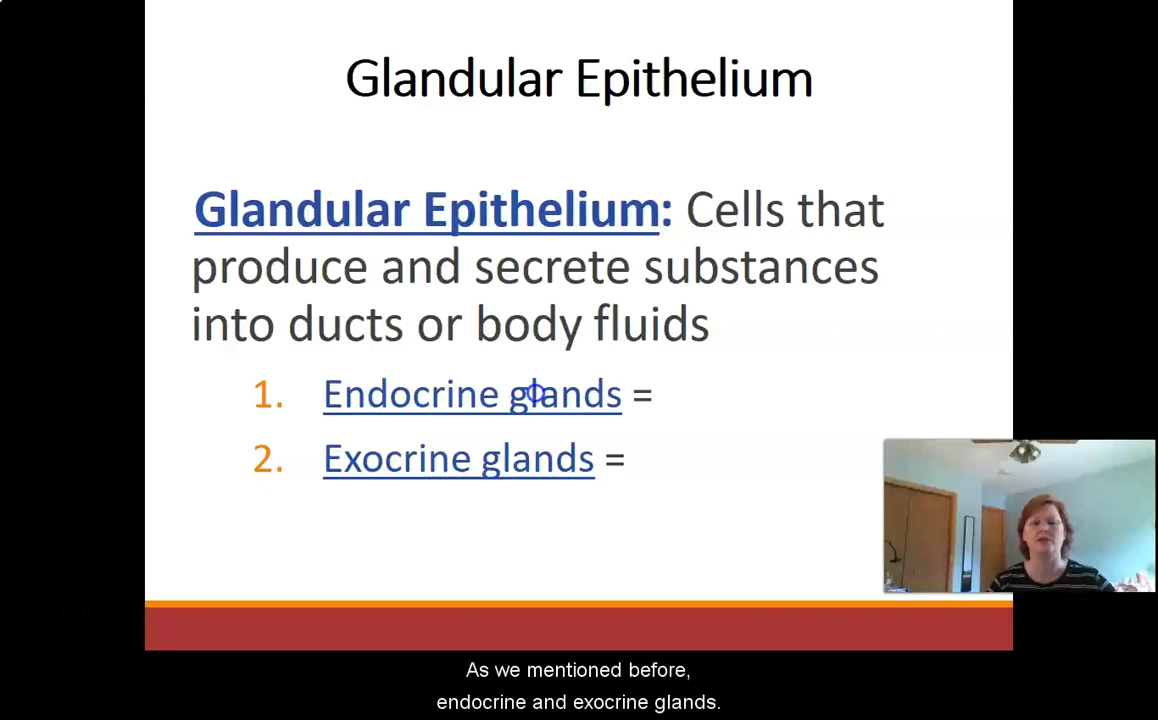 Glandular Epithelium
Glandular Epithelium: Cells that
produce and secrete substances
into ducts or body fluids
1. Endocrine glands =
2. Exocrine glands =
As we mentioned before,
endocrine and exocrine glands.